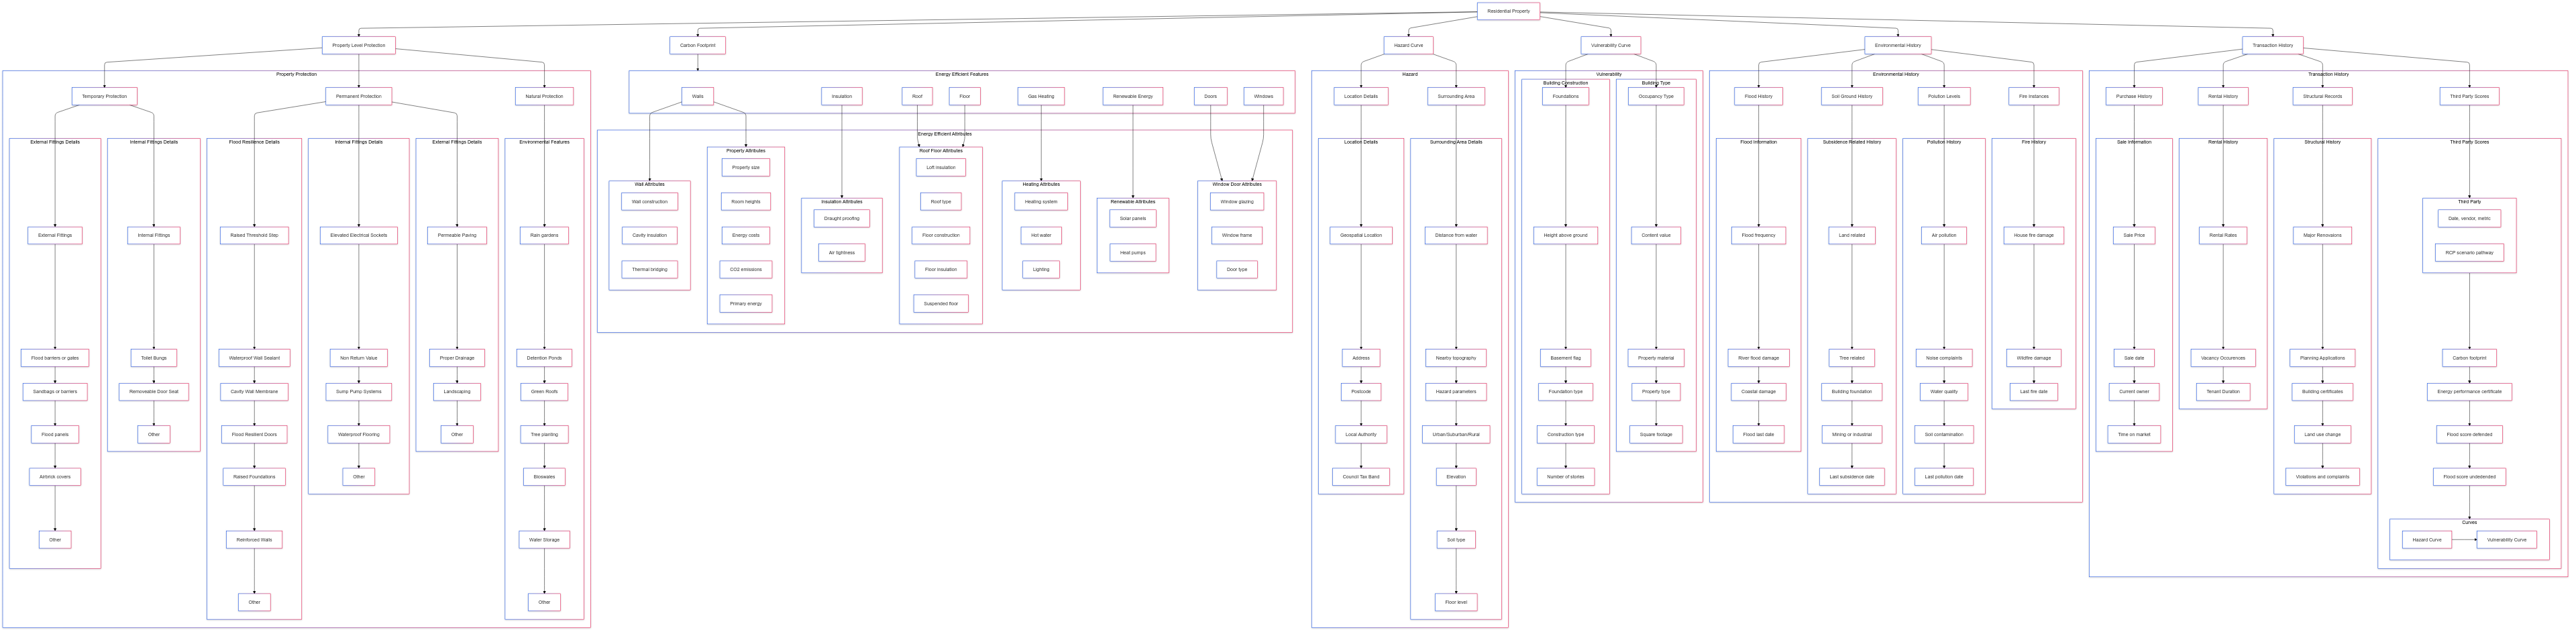 Residential Property
Property Level Protection
Carbon Footprint
Hazard Curve
Vulnerability Curve
Environmental History
Transaction History
Property Protection
Temporary Protection
Permanent Protection
Natural Protection
External Fittings Details
External Fittings
Flood barriers or gates
Sandbags or barriers
Flood panels
Airbrick covers
Other
Internal Fittings Details
Internal Fittings
Toilet Bungs
Removeable Door Seal
Other
Flood Resilience Details
Raised Threshold Step
Waterproof Wall Sealant
Cavity Wall Membrane
Flood Resilient Doors
Raised Foundations
Reinforced Walls
Other
Internal Fittings Details
Elevated Electrical Sockets
Non Return Value
Sump Pump Systems
Waterproof Flooring
Other
External Fittings Details
Permeable Paving
Proper Drainage
Landscaping
Other
Environmental Features
Rain gardens
Detention Ponds
Green Roofs
Tree planting
Bioswales
Water Storage
Other
Energy Efficient Features
Walls
Insulation
Roof
Floor
Gas Heating
Renewable Energy
Doors
Windows
Energy Efficient Attributes
Wall Attributes
Wall construction
Cavity insulation
Thermal bridging
Property Attributes
Property size
Room heights
Energy costs
CO2 emissions
Primary energy
Insulation Attributes
Draught proofing
Air tightness
Roof Floor Attributes
Loft insulation
Roof type
Floor construction
Floor insulation
Suspended floor
Heating Attributes
Heating system
Hot water
Lighting
Renewable Attributes
Solar panels
Heat pumps
Window Door Attributes
Window glazing
Window frame
Door type
Hazard
Location Details
Surrounding Area
Location Details
Geospatial Location
Address
Postcode
Local Authority
Council Tax Band
Surrounding Area Details
Distance from water
Nearby topography
Hazard parameters
Urban/Suburban/Rural
Elevation
Soil type
Floor level
Vulnerability
Building Construction
Foundations
Height above ground
Basement flag
Foundation type
Construction type
Number of stories
Building Type
Occupancy Type
Content value
Property material
Property type
Square footage
Environmental History
Flood History
Soil Ground History
Polution Levels
Fire Instances
Flood Information
Flood frequency
River flood damage
Coastal damage
Flood last date
Subsidence Related History
Land related
Tree related
Building foundation
Mining or Industrial
Last subsidence date
Pollution History
Air pollution
Noise complaints
Water quality
Soil contamination
Last pollution date
Fire History
House fire damage
Wildfire damage
Last fire date
Transaction History
Purchase History
Rental History
Structural Records
Third Party Scores
Sale Information
Sale Price
Sale date
Current owner
Time on market
Rental History
Rental Rates
Vacancy Occurences
Tenant Duration
Structural History
Major Renovaions
Planning Applications
Building certificates
Land use change
Violations and complaints
Third Party Scores
Third Party
Date, vendor, metric
RCP scenario pathway
Carbon footprint
Energy performance certificate
Flood score defended
Flood score undedended
Curves
Hazard Curve
Vulnerability Curve